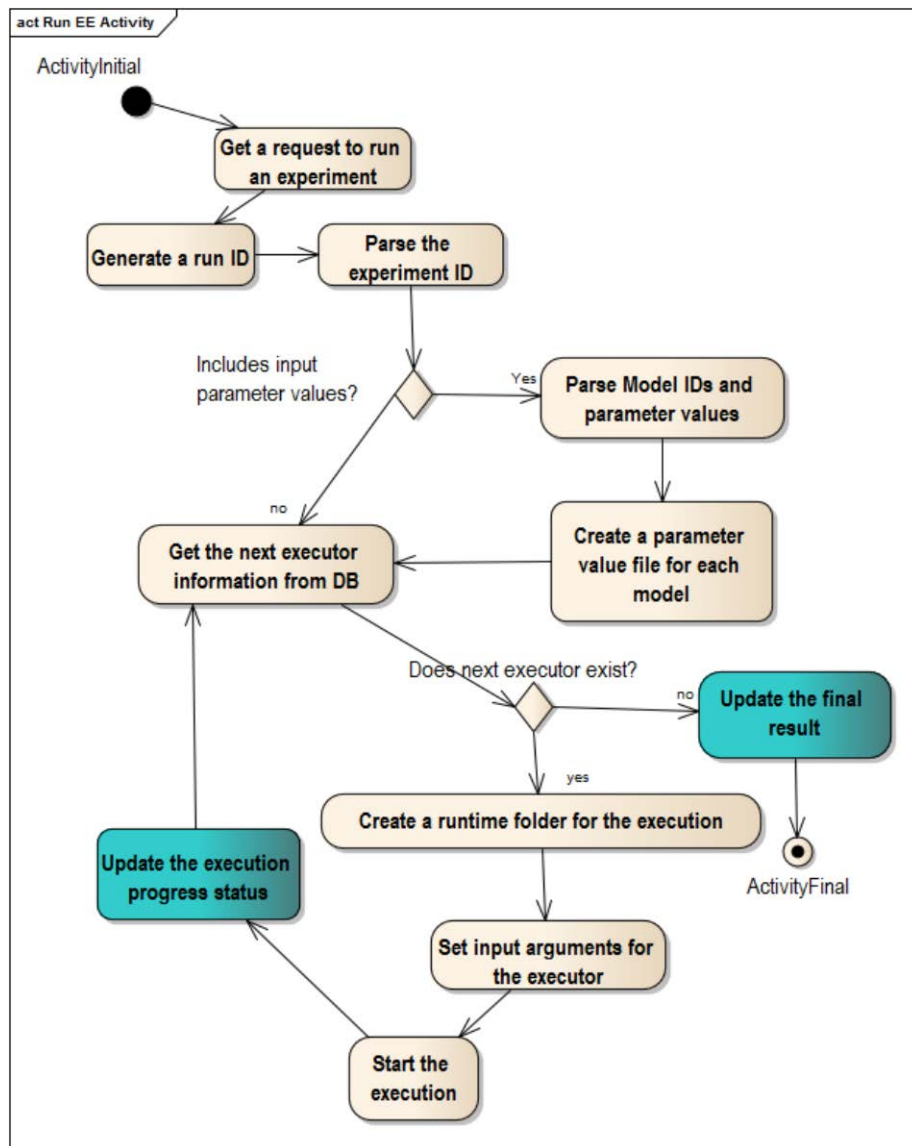 act Run EE Activity
ActivityInitial
Get a request to run
an experiment
Generate a run ID
Parse the
experiment ID
Includes input
parameter values?
Yes
Parse Model IDs and
parameter values
no
Create a parameter
value file for each
model
Get the next executor
information from DB
Does next executor exist?
no
Update the final
result
yes
Create a runtime folder for the execution
Update the execution
progress status
ActivityFinal
Set input arguments for
the executor
Start the
execution